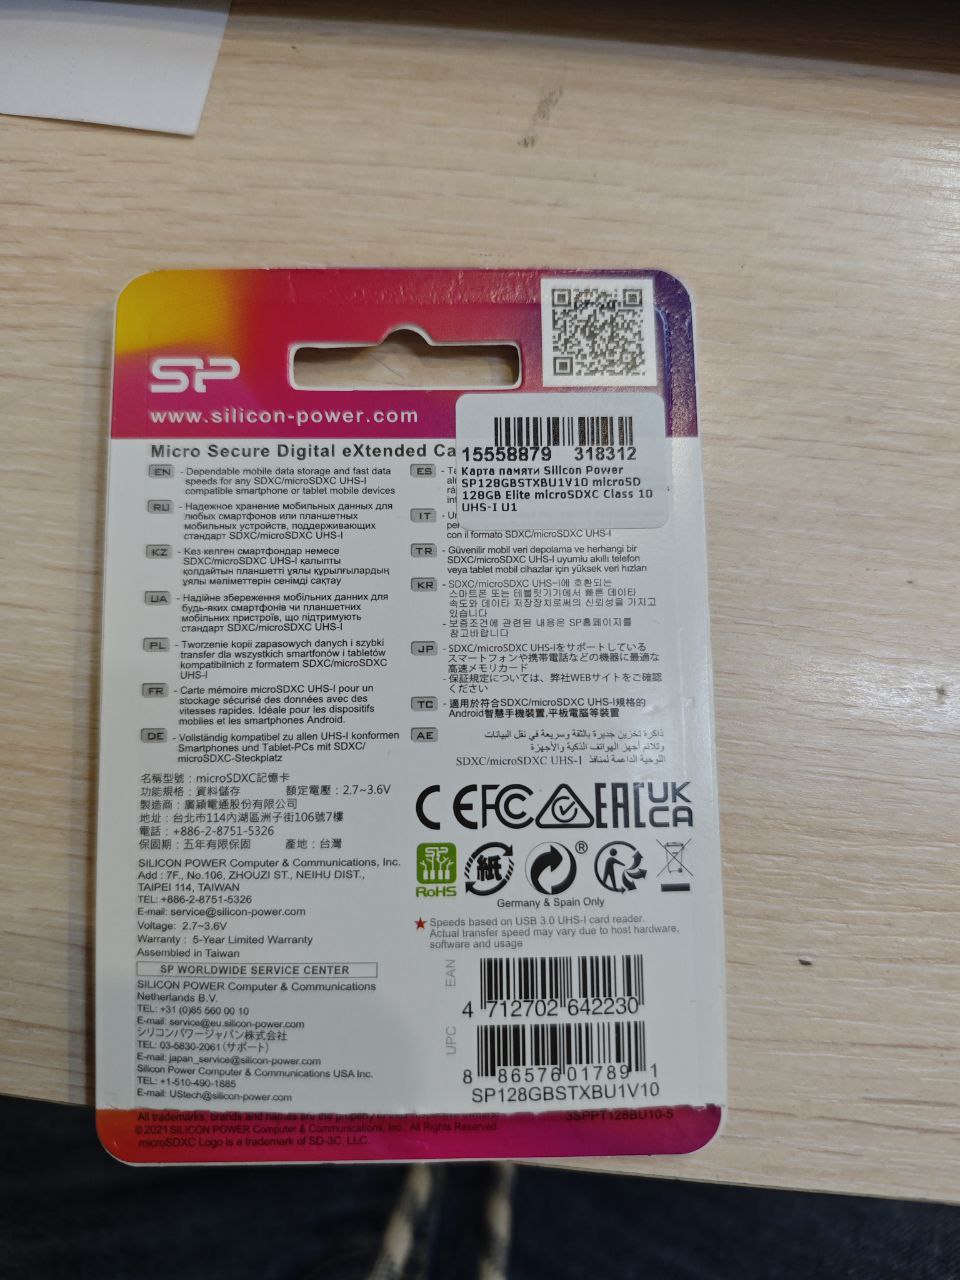 SP
www.silicon-power.com
Micro Secure Digital eXtended Ca
15558879 318312
Карта памяти Silicon Power
SP128GBSTXBU1V10 microSD
128GB Elite microSDXC Class 10
UHS-I U1
EN - Dependable mobile data storage and fast data
speeds for any SDXC/microSDXC UHS-I
compatible smartphone or tablet mobile devices
RU - Надежное хранение мобильных данных для
любых смартфонов или планшетных
мобильных устройств, поддерживающих
стандарт SDXC/microSDXC UHS-I
KZ - Кез келген смартфондар немесе
SDXC/microSDXC UHS-I қалыпты
қолдайтын планшетті ұялы құрылғылардың
ұялы мәліметтерін сенімді сақтау
UA - Надійне збереження мобільних данних для
будь-яких смартфонів чи планшетних
мобільних пристроїв, що підтримують
стандарт SDXC/microSDXC UHS-I
PL - Tworzenie kopii zapasowych danych i szybki
transfer dla wszystkich smartfonów i tabletów
kompatibilnich z formatem SDXC/microSDXC
UHS-I
FR - Carte mémoire microSDXC UHS-I pour un
stockage sécurisé des données avec des
vitesses rapides. Idéale pour les dispositifs
mobiles et les smartphones Android.
DE - Vollständig kompatibel zu allen UHS-I konformen
Smartphones und Tablet-PCs mit SDXC/
microSDXC-Steckplatz
ES
IT
con il formato SDXC/microSDXC UHS-I
TR - Güvenilir mobil veri depolama ve herhangi bir
SDXC/microSDXC UHS-I uyumlu akıllı telefon
veya tablet mobil cihazlar için yüksek veri hızları
KR - SDXC/microSDXC UHS-I에 호환되는
스마트폰 또는 테블릿기기에서 빠른 데이타
속도와 데이타 저장장치로써의 신뢰성을 가지고
있습니다
- 보증조건에 관련된 내용은 SP홈페이지를
참고바랍니다
JP - SDXC/microSDXC UHS-Iをサポートしている
スマートフォンや携帯電話などの機器に最適な
高速メモリカード
- 保証規定については、弊社WEBサイトをご確認
ください
TC - 適用於符合SDXC/microSDXC UHS-I規格的
Android智慧手機裝置,平板電腦等裝置
AE - ذاكرة تخزين جديرة بالثقة وسريعة في نقل البيانات
وتلائم أجهز الهواتف الذكية والأجهزة
اللوحية الداعمة لمنافذ SDXC/microSDXC UHS-I
名稱型號：microSDXC記憶卡
功能規格：資料儲存 額定電壓：2.7~3.6V
製造商：廣穎電通股份有限公司
地址：台北市114內湖區洲子街106號7樓
電話：+886-2-8751-5326
保固期：五年有限保固 產地：台灣
SILICON POWER Computer & Communications, Inc.
Add : 7F., No.106, ZHOUZI ST., NEIHU DIST.,
TAIPEI 114, TAIWAN
TEL: +886-2-8751-5326
E-mail: service@silicon-power.com
Voltage: 2.7~3.6V
Warranty : 5-Year Limited Warranty
Assembled in Taiwan
SP WORLDWIDE SERVICE CENTER
SILICON POWER Computer & Communications
Netherlands B.V.
TEL: +31 (0)85 560 00 10
E-mail: service@eu.silicon-power.com
シリコンパワージャパン株式会社
TEL: 03-5830-2061 (サポート)
E-mail: japan_service@silicon-power.com
Silicon Power Computer & Communications USA Inc.
TEL: +1-510-490-1885
E-mail: UStech@silicon-power.com
CE FC EAC UK
CA
SP
RoHS
紙
®
Germany & Spain Only
★ Speeds based on USB 3.0 UHS-I card reader.
Actual transfer speed may vary due to host hardware,
software and usage
EAN
4 712702 642230
UPC
8 86576 01789 1
SP128GBSTXBU1V10
3SPPT128BU10-5
All trademarks, brands and names are the property
©2021 SILICON POWER Computer & Communications, Inc., All Rights Reserved.
microSDXC Logo is a trademark of SD-3C, LLC.